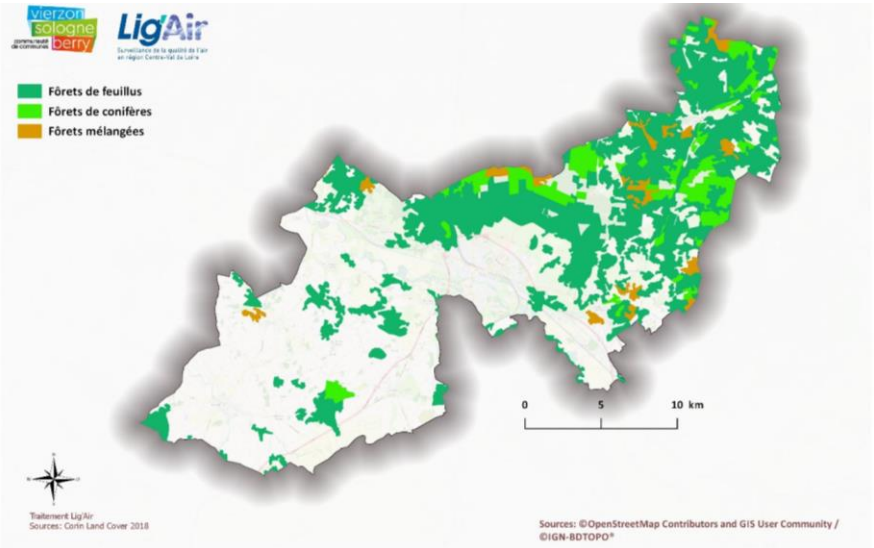 vierzon
sologne
berry
communauté
de communes
Lig'Air
Surveillance de la qualité de l'air
en région Centre-Val de Loire
Fôrets de feuillus
Fôrets de conifères
Fôrets mélangées
0 5 10 km
Traitement Lig'Air
Sources: Corin Land Cover 2018
Sources: ©OpenStreetMap Contributors and GIS User Community /
©IGN-BDTOPO®